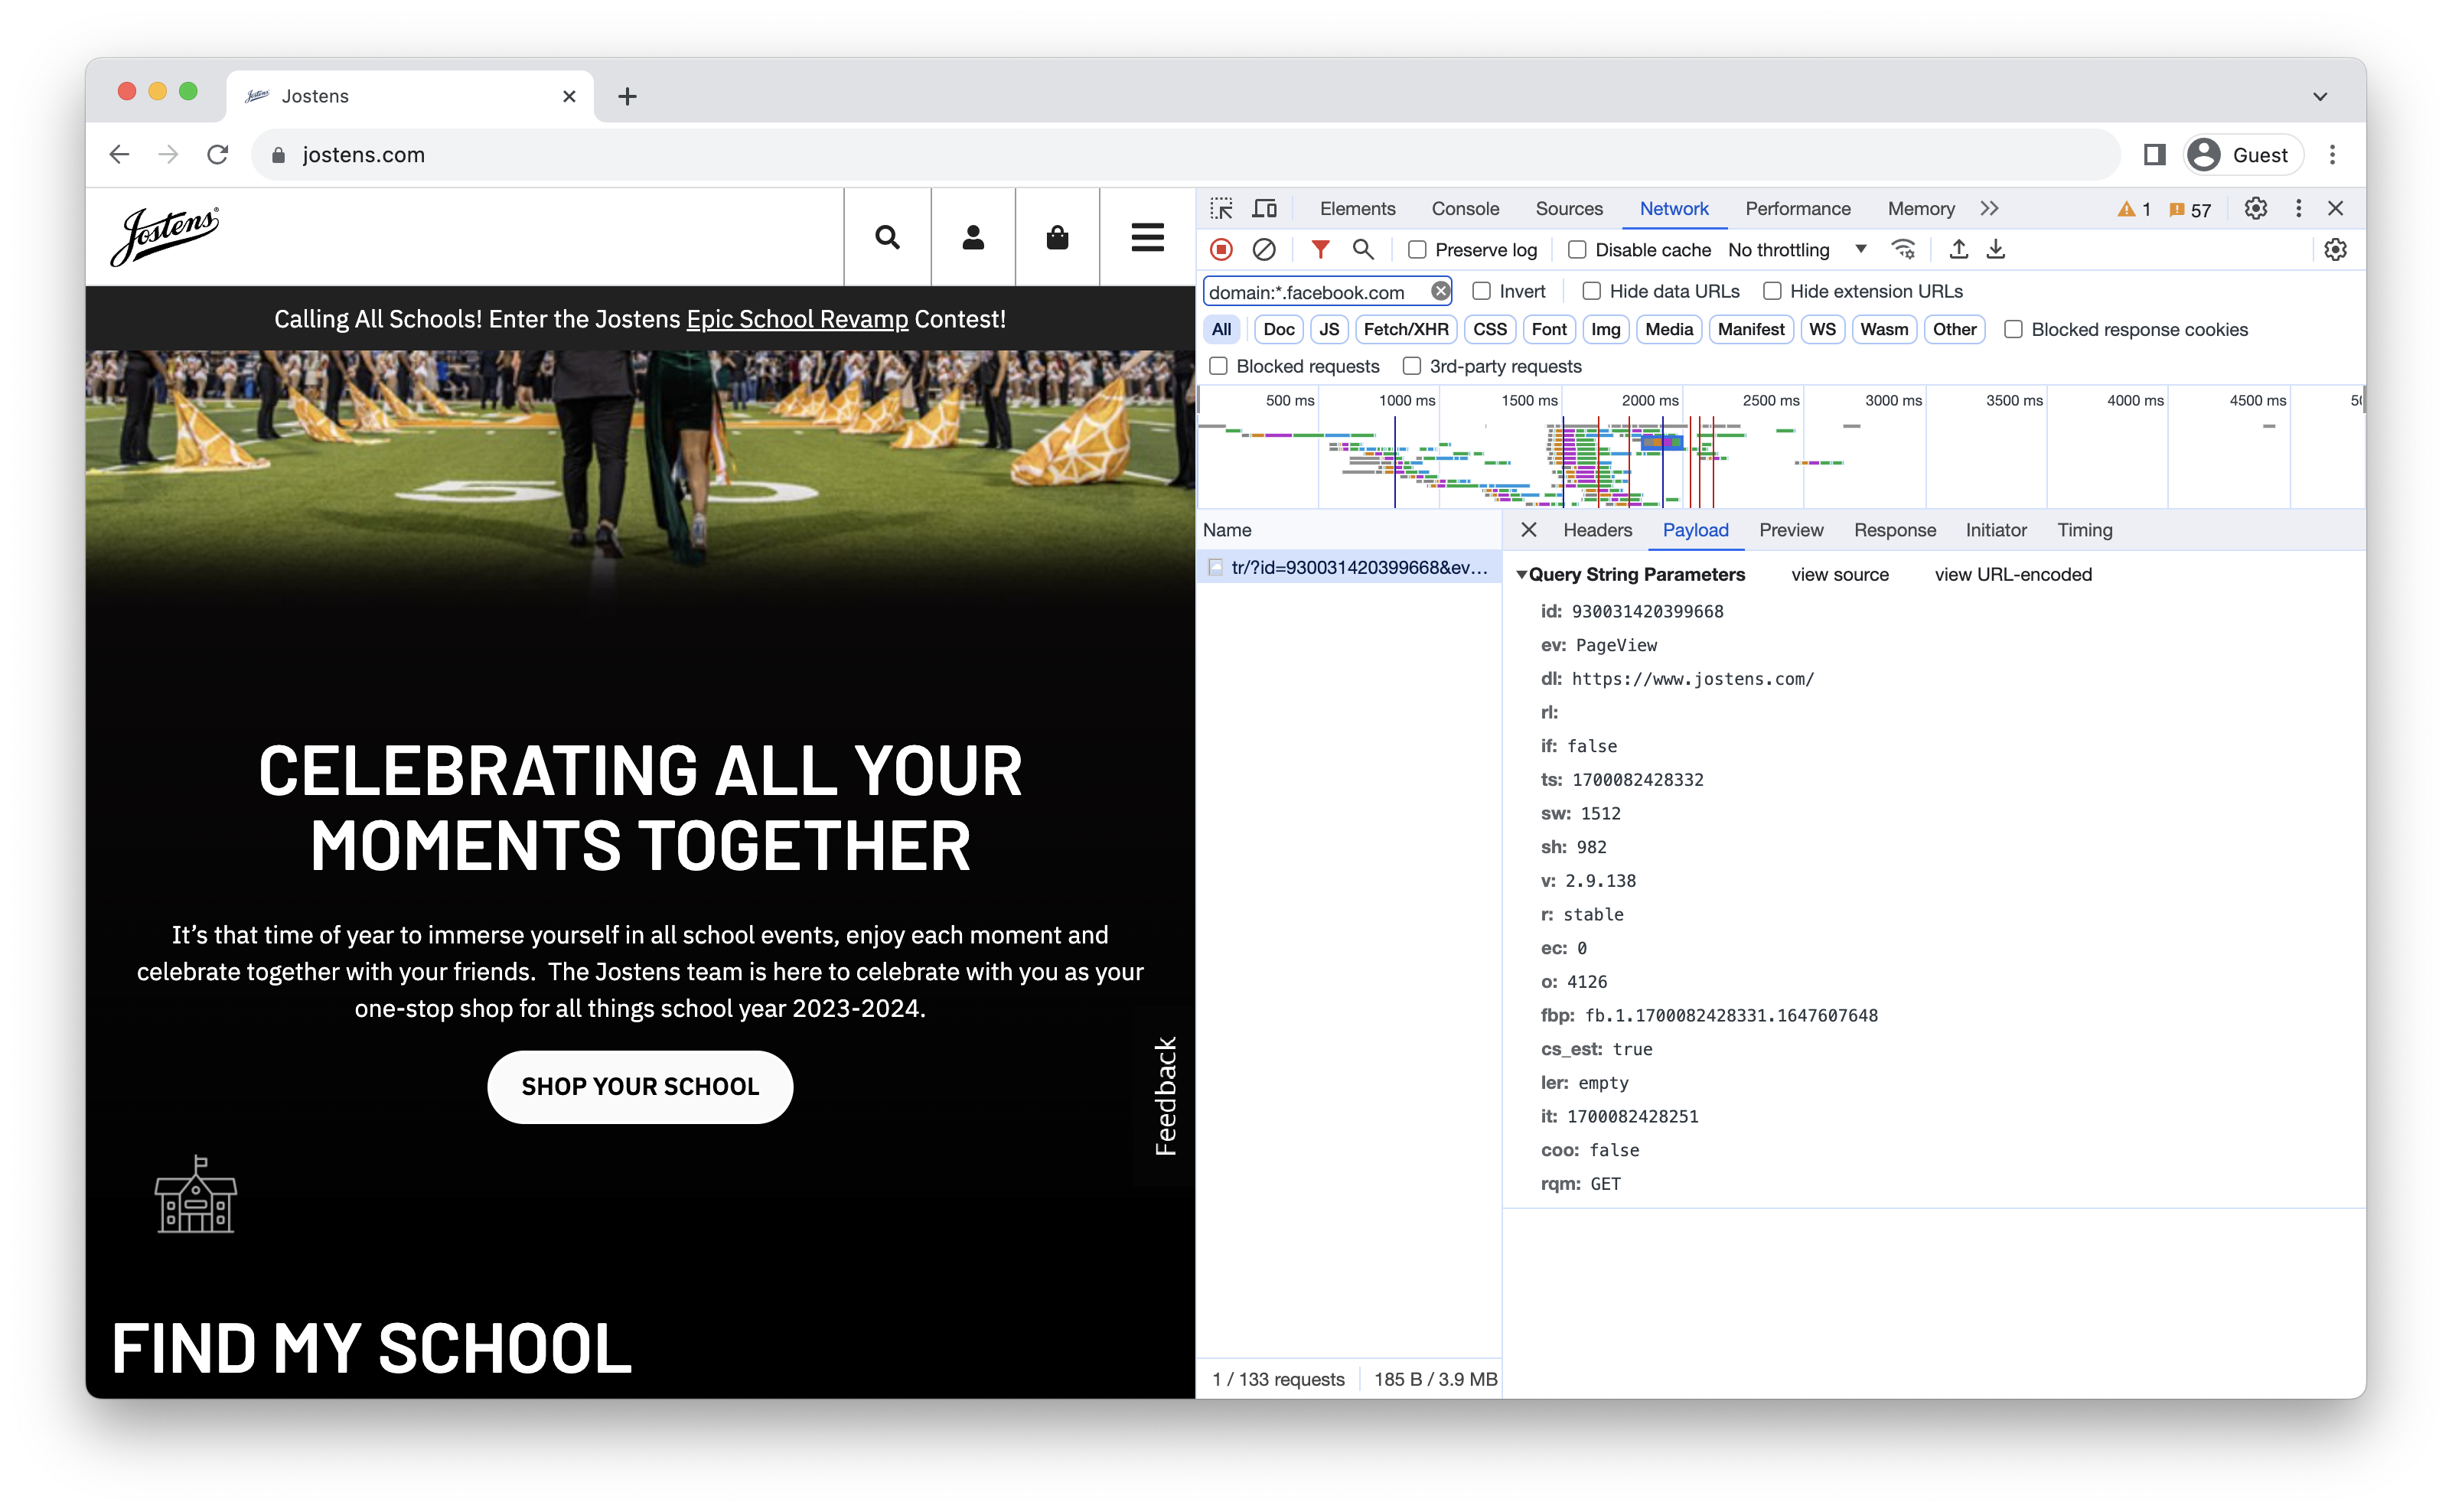 Jostens
jostens.com
Guest
Jostens®
Calling All Schools! Enter the Jostens Epic School Revamp Contest!
5
CELEBRATING ALL YOUR
MOMENTS TOGETHER
It’s that time of year to immerse yourself in all school events, enjoy each moment and
celebrate together with your friends.  The Jostens team is here to celebrate with you as your
one-stop shop for all things school year 2023-2024.
SHOP YOUR SCHOOL
Feedback
FIND MY SCHOOL
Elements Console Sources Network Performance Memory 1 57
Preserve log Disable cache No throttling
domain:*.facebook.com Invert Hide data URLs Hide extension URLs
All Doc JS Fetch/XHR CSS Font Img Media Manifest WS Wasm Other Blocked response cookies
Blocked requests 3rd-party requests
500 ms 1000 ms 1500 ms 2000 ms 2500 ms 3000 ms 3500 ms 4000 ms 4500 ms
Name
tr/?id=930031420399668&ev…
Headers Payload Preview Response Initiator Timing
Query String Parameters view source view URL-encoded
id: 930031420399668
ev: PageView
dl: https://www.jostens.com/
rl:
if: false
ts: 1700082428332
sw: 1512
sh: 982
v: 2.9.138
r: stable
ec: 0
o: 4126
fbp: fb.1.1700082428331.1647607648
cs_est: true
ler: empty
it: 1700082428251
coo: false
rqm: GET
1 / 133 requests 185 B / 3.9 MB